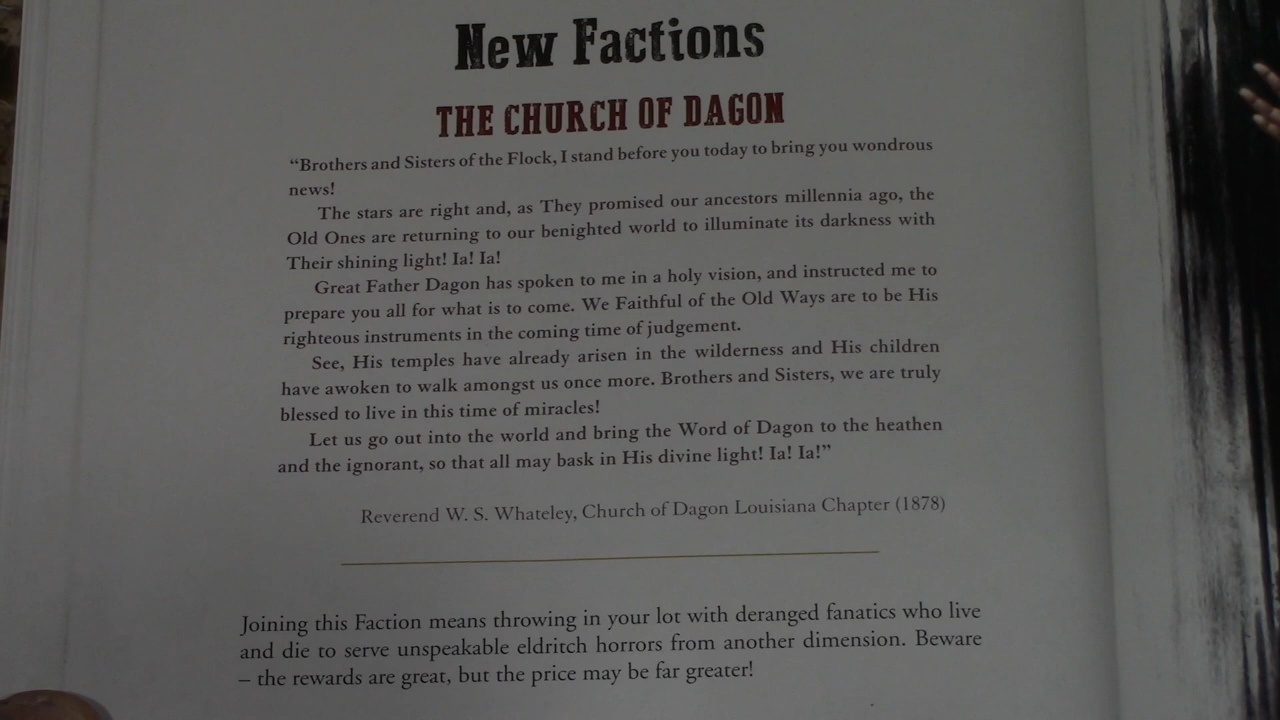 New Factions
THE CHURCH OF DAGON
“Brothers and Sisters of the Flock, I stand before you today to bring you wondrous
news!
The stars are right and, as They promised our ancestors millennia ago, the
Old Ones are returning to our benighted world to illuminate its darkness with
Their shining light! Ia! Ia!
Great Father Dagon has spoken to me in a holy vision, and instructed me to
prepare you all for what is to come. We Faithful of the Old Ways are to be His
righteous instruments in the coming time of judgement.
See, His temples have already arisen in the wilderness and His children
have awoken to walk amongst us once more. Brothers and Sisters, we are truly
blessed to live in this time of miracles!
Let us go out into the world and bring the Word of Dagon to the heathen
and the ignorant, so that all may bask in His divine light! Ia! Ia!”
Reverend W. S. Whateley, Church of Dagon Louisiana Chapter (1878)
Joining this Faction means throwing in your lot with deranged fanatics who live
and die to serve unspeakable eldritch horrors from another dimension. Beware
– the rewards are great, but the price may be far greater!